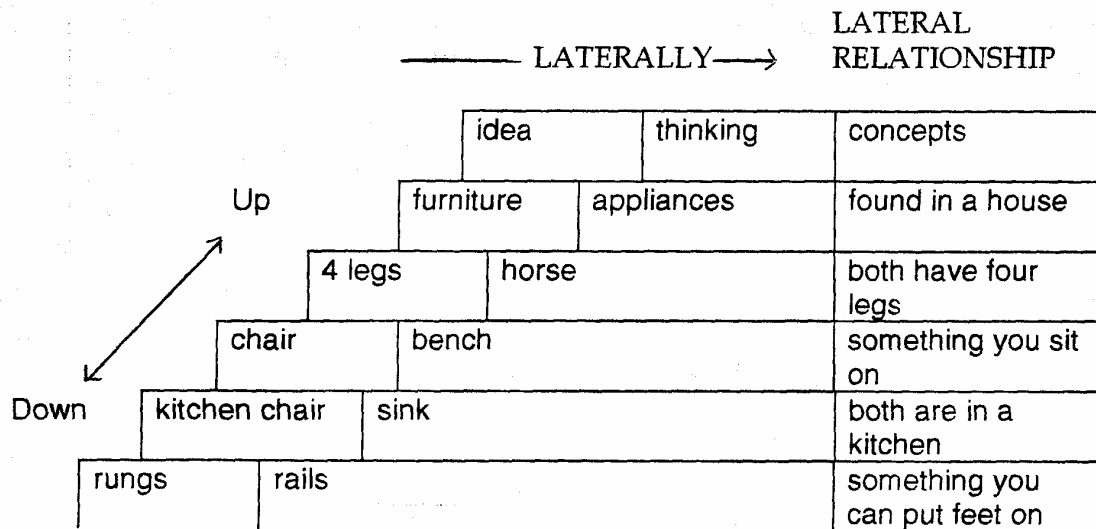 LATERAL
LATERALLY RELATIONSHIP
idea thinking concepts
Up furniture appliances found in a house
4 legs horse both have four
legs
chair bench something you sit
on
Down kitchen chair sink both are in a
kitchen
rungs rails something you
can put feet on